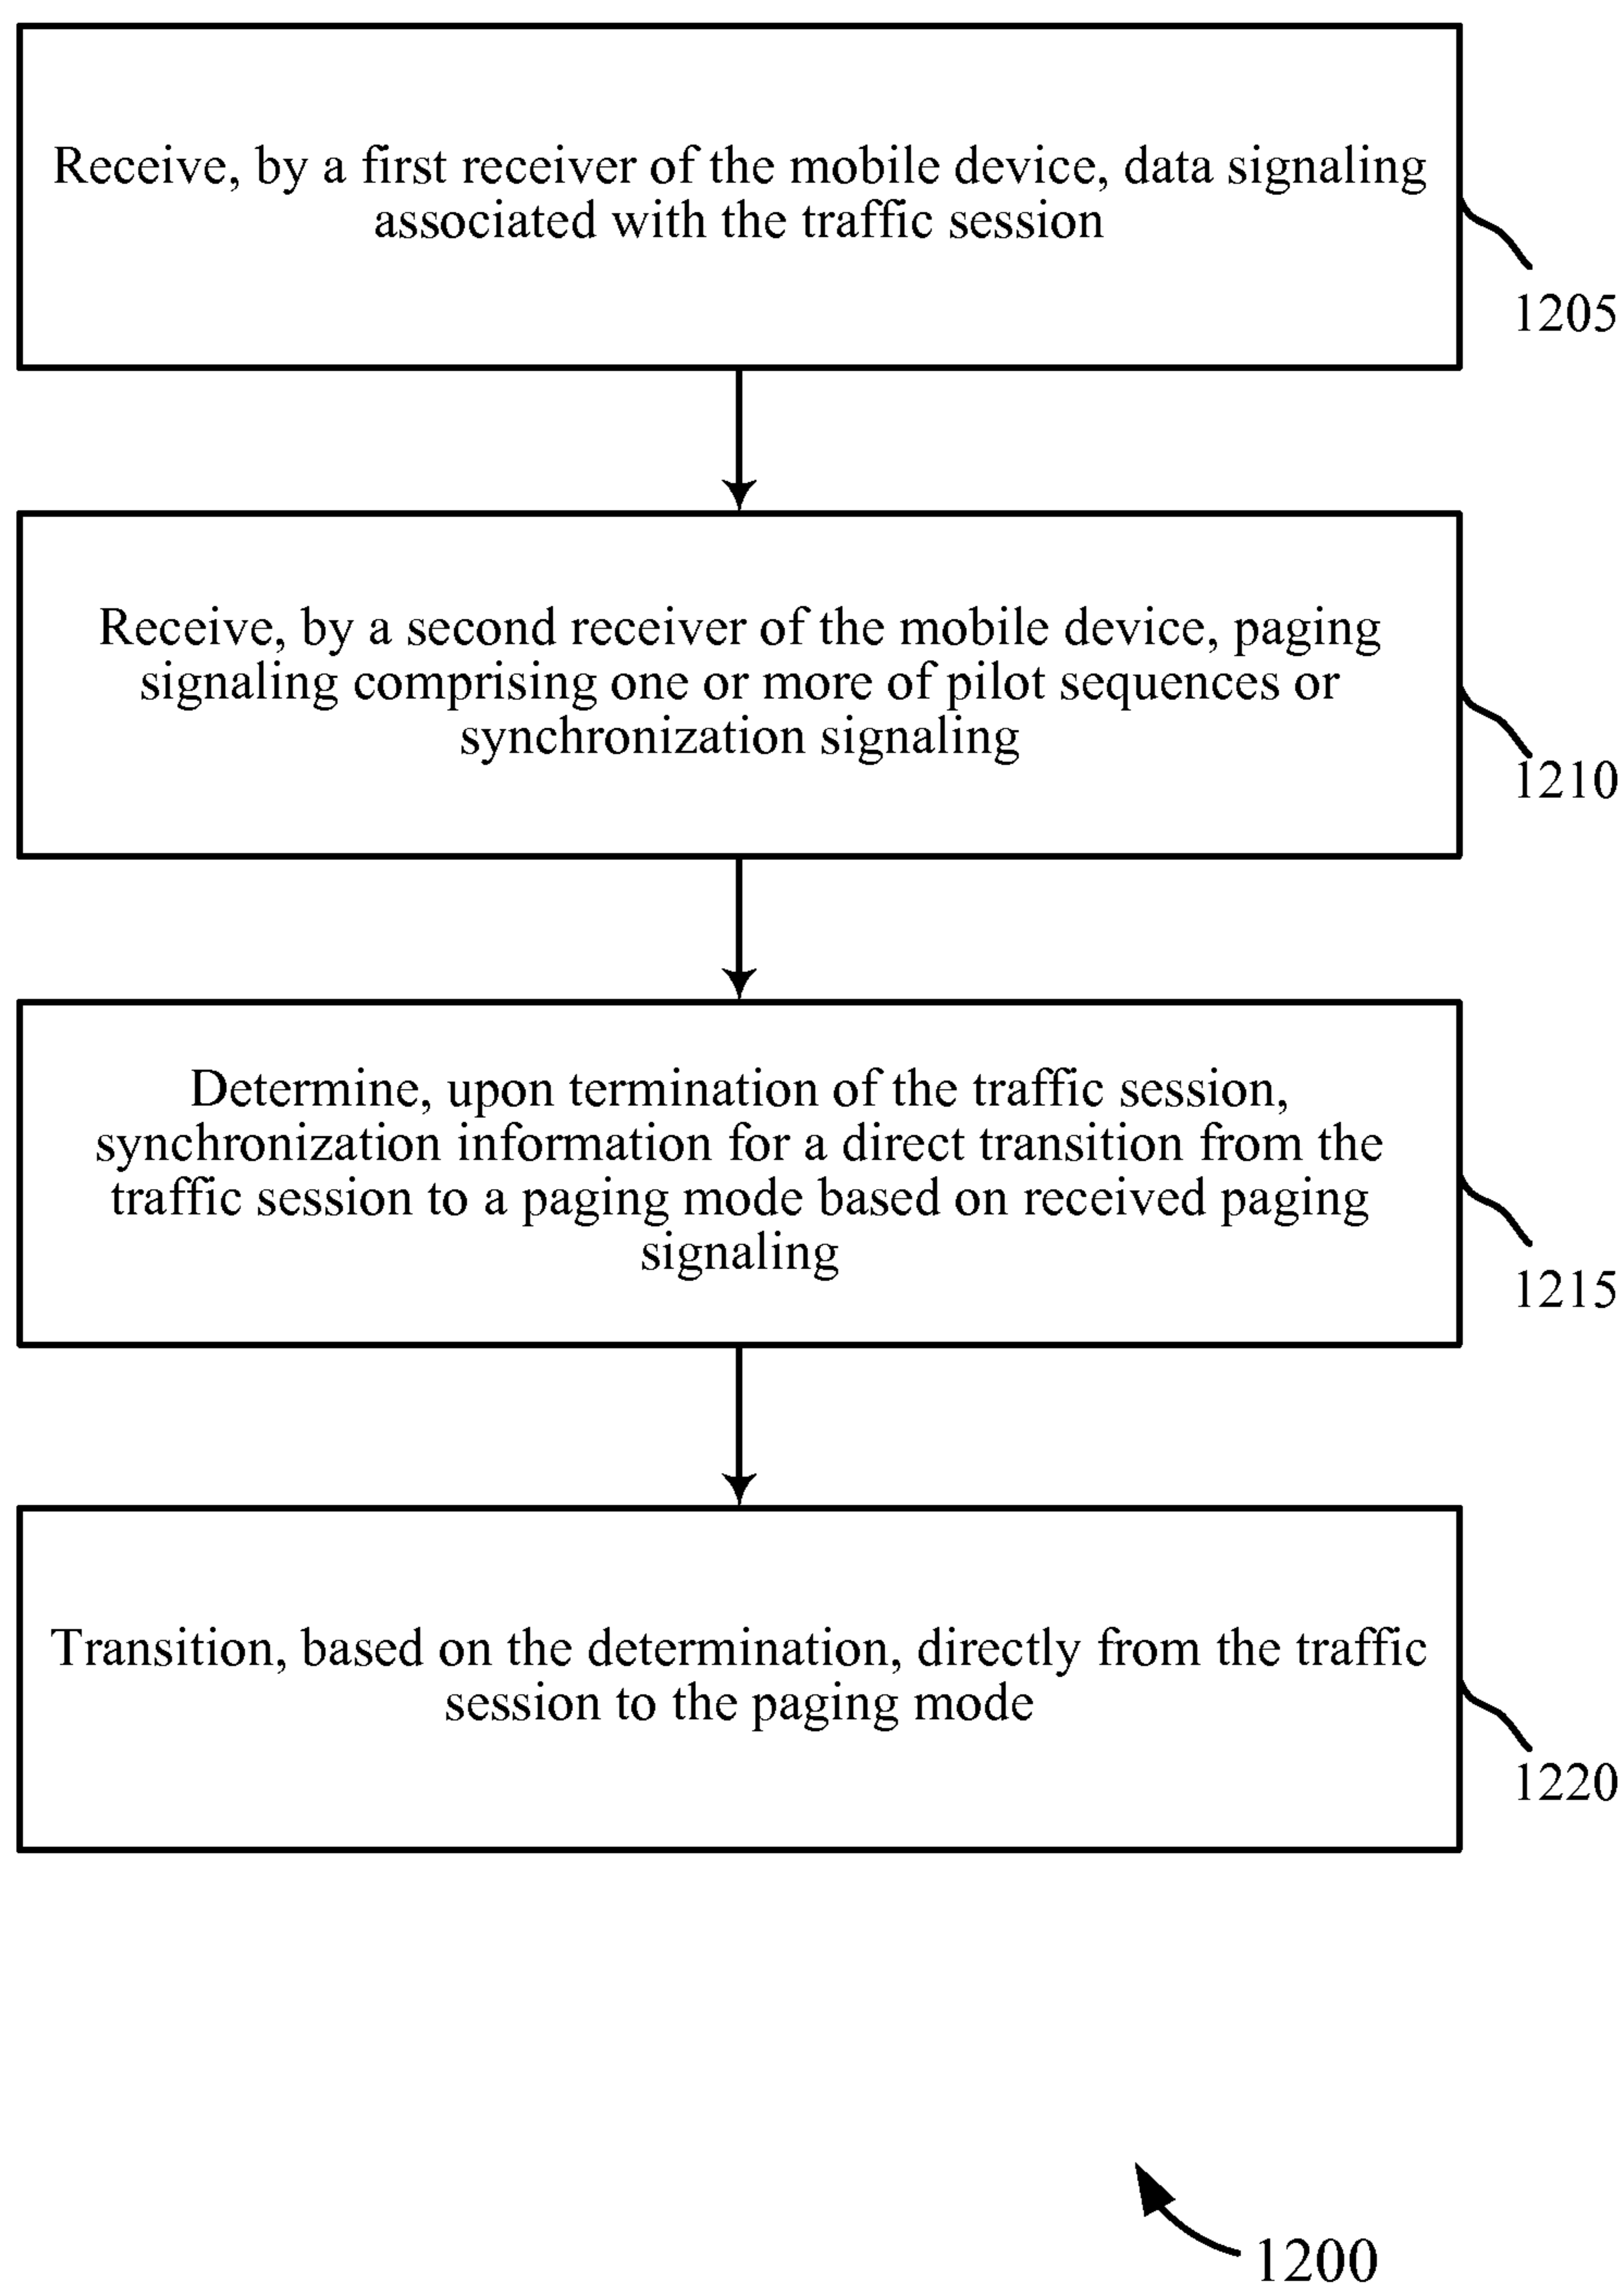 Receive, by a first receiver of the mobile device, data signaling
associated with the traffic session
1205
Receive, by a second receiver of the mobile device, paging
signaling comprising one or more of pilot sequences or
synchronization signaling
1210
Determine, upon termination of the traffic session,
synchronization information for a direct transition from the
traffic session to a paging mode based on received paging
signaling
1215
Transition, based on the determination, directly from the traffic
session to the paging mode
1220
1200